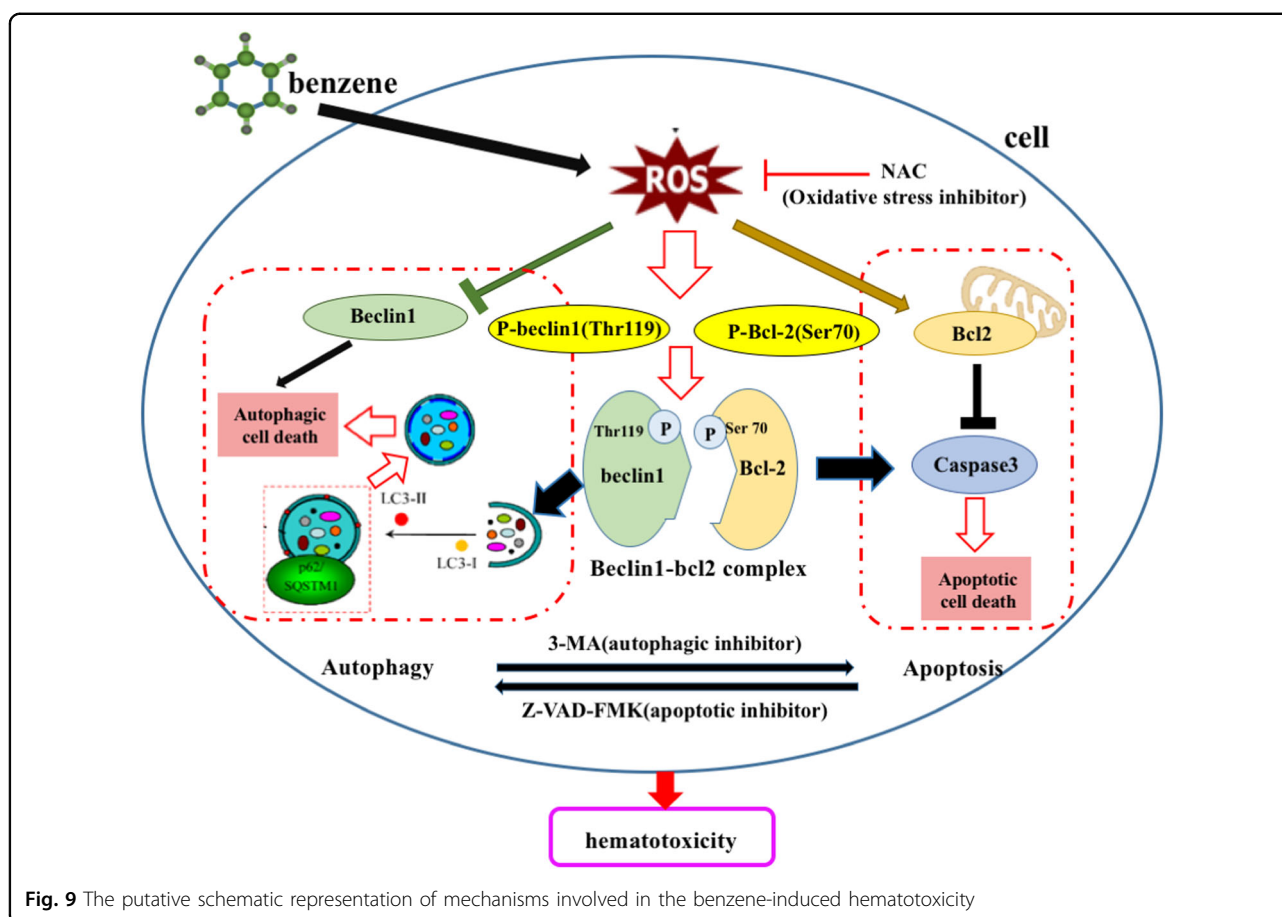 benzene
cell
ROS
NAC
(Oxidative stress inhibitor)
Beclin1
P-beclin1(Thr119)
P-Bcl-2(Ser70)
Bcl2
Autophagic
cell death
Thr119
P
P
Ser 70
beclin1
Bcl-2
Caspase3
LC3-II
LC3-I
p62/
SQSTM1
Beclin1-bcl2 complex
Apoptotic
cell death
3-MA(autophagic inhibitor)
Autophagy
Apoptosis
Z-VAD-FMK(apoptotic inhibitor)
hematotoxicity
Fig. 9 The putative schematic representation of mechanisms involved in the benzene-induced hematotoxicity